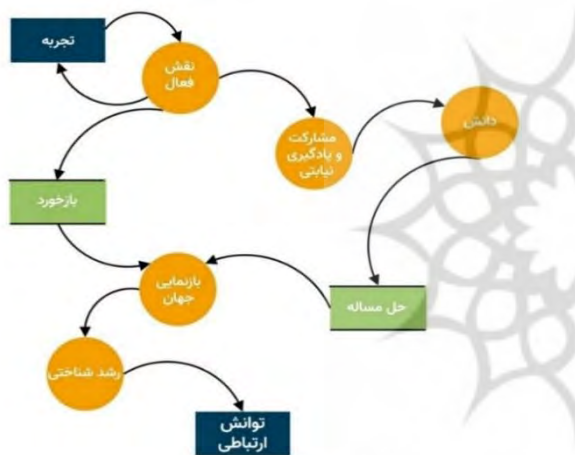 تجربه
نقش
فعال
مشارکت
و یادگیری
نیابتی
دانش
بازخورد
بازنمایی
جهان
حل مساله
رشد شناختی
توانش
ارتباطی